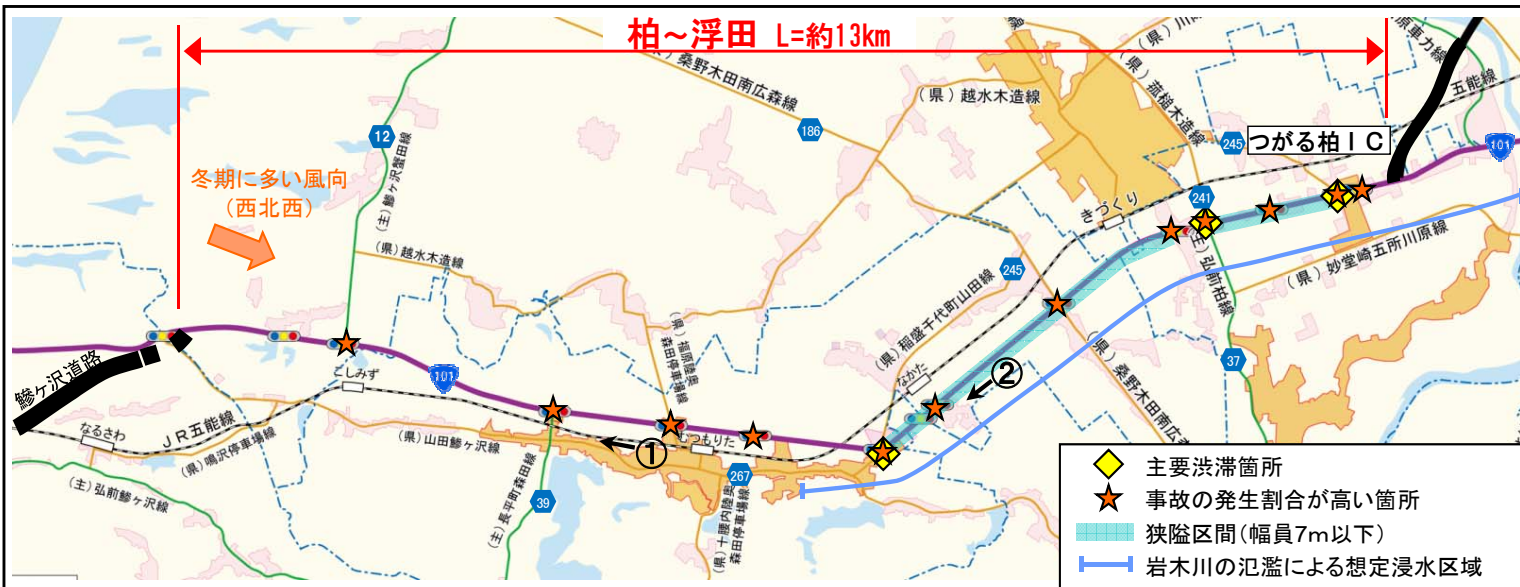 柏～浮田 L=約13km
(県)桑野木田南広森線
(県)越水木造線
(県)菰槌木造線
五能線
12
186
245
つがる柏IC
101
冬期に多い風向
(西北西)
(主)鰺ヶ沢蟹田線
(県)越水木造線
きづくり
241
(主)弘前柏線
(県)妙堂崎五所川原線
245
(県)稲盛千代町山田線
(県)福原陸奥
森田停車場線
鰺ヶ沢道路
こしみず
101
なかた
②
37
(県)桑野木田南広森線
なるさわ
JR五能線
(県)鳴沢停車場線
(県)山田鰺ヶ沢線
①
むつもりた
267
(主)弘前鰺ヶ沢線
39
(主)長平町森田線
(県)十腰内陸奥
森田停車場線
主要渋滞箇所
事故の発生割合が高い箇所
狭隘区間(幅員7m以下)
岩木川の氾濫による想定浸水区域